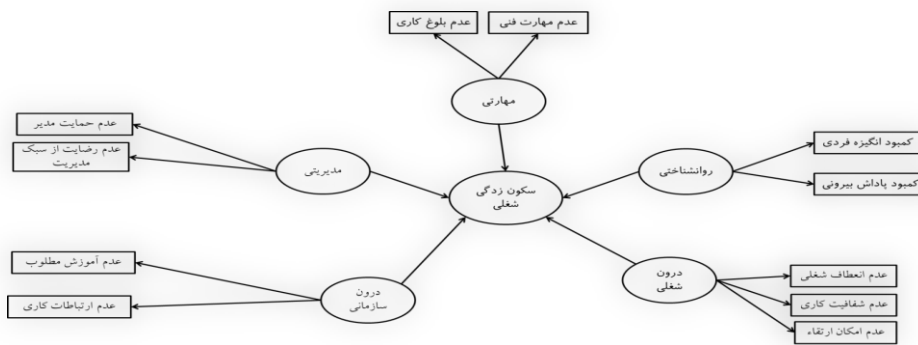 عدم مهارت فنی
عدم بلوغ کاری
مهارتی
عدم حمایت مدیر
عدم رضایت از سبک
مدیریت
مدیریتی
کمبود انگیزه فردی
کمبود پاداش بیرونی
روانشناختی
سکون زدگی
شغلی
عدم آموزش مطلوب
عدم ارتباطات کاری
درون
سازمانی
درون
شغلی
عدم انعطاف شغلی
عدم شفافیت کاری
عدم امکان ارتقاء